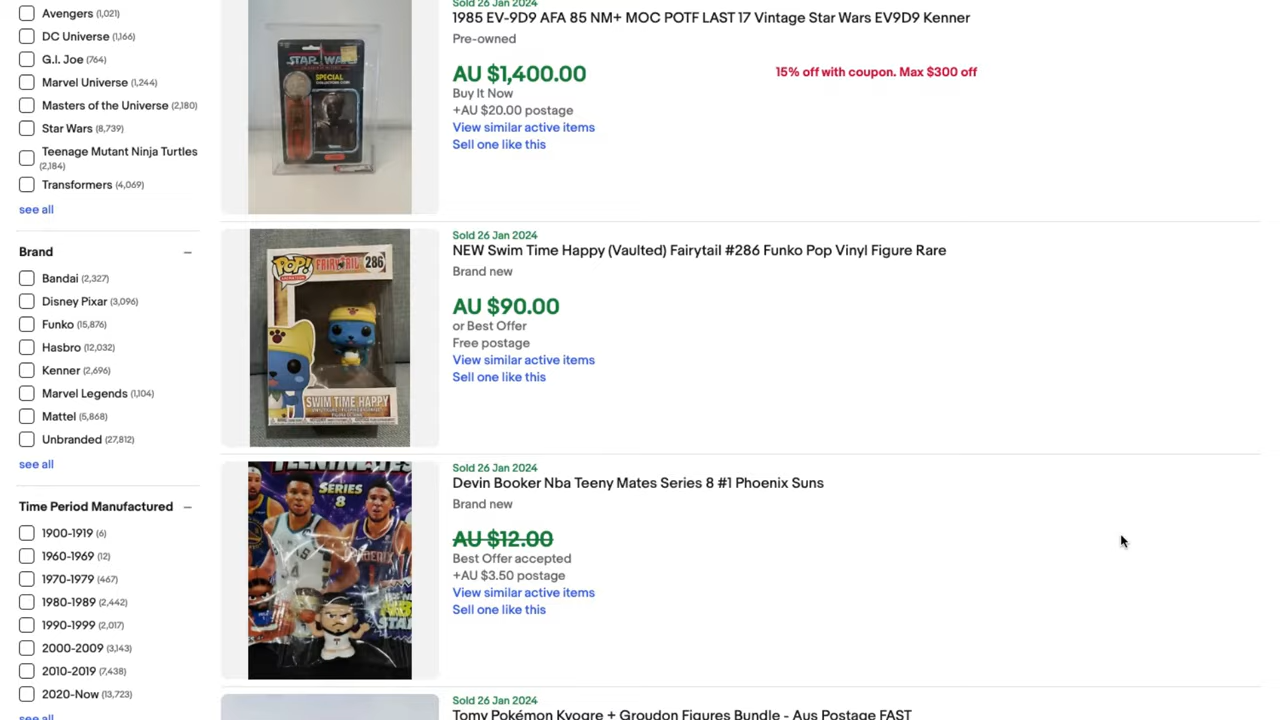 Avengers (1,021)
DC Universe (1,166)
G.I. Joe (764)
Marvel Universe (1,244)
Masters of the Universe (2,180)
Star Wars (8,739)
Teenage Mutant Ninja Turtles
(2,184)
Transformers (4,069)
see all
Brand
Bandai (2,327)
Disney Pixar (3,096)
Funko (15,876)
Hasbro (12,032)
Kenner (2,696)
Marvel Legends (1,104)
Mattel (5,868)
Unbranded (27,812)
see all
Time Period Manufactured
1900-1919 (6)
1960-1969 (12)
1970-1979 (467)
1980-1989 (2,442)
1990-1999 (2,017)
2000-2009 (3,143)
2010-2019 (7,438)
2020-Now (13,723)
see all
Sold 26 Jan 2024
1985 EV-9D9 AFA 85 NM+ MOC POTF LAST 17 Vintage Star Wars EV9D9 Kenner
Pre-owned
AU $1,400.00
15% off with coupon. Max $300 off
Buy It Now
+AU $20.00 postage
View similar active items
Sell one like this
STAR WARS
SPECIAL
Sold 26 Jan 2024
NEW Swim Time Happy (Vaulted) Fairytail #286 Funko Pop Vinyl Figure Rare
Brand new
AU $90.00
or Best Offer
Free postage
View similar active items
Sell one like this
POP!
FAIRY TAIL
286
SWIM TIME HAPPY
Sold 26 Jan 2024
Devin Booker Nba Teeny Mates Series 8 #1 Phoenix Suns
Brand new
AU $12.00
Best Offer accepted
+AU $3.50 postage
View similar active items
Sell one like this
TEENYMATES
SERIES
8
PHOENIX
Sold 26 Jan 2024
Tomy Pokémon Kyogre + Groudon Figures Bundle - Aus Postage FAST